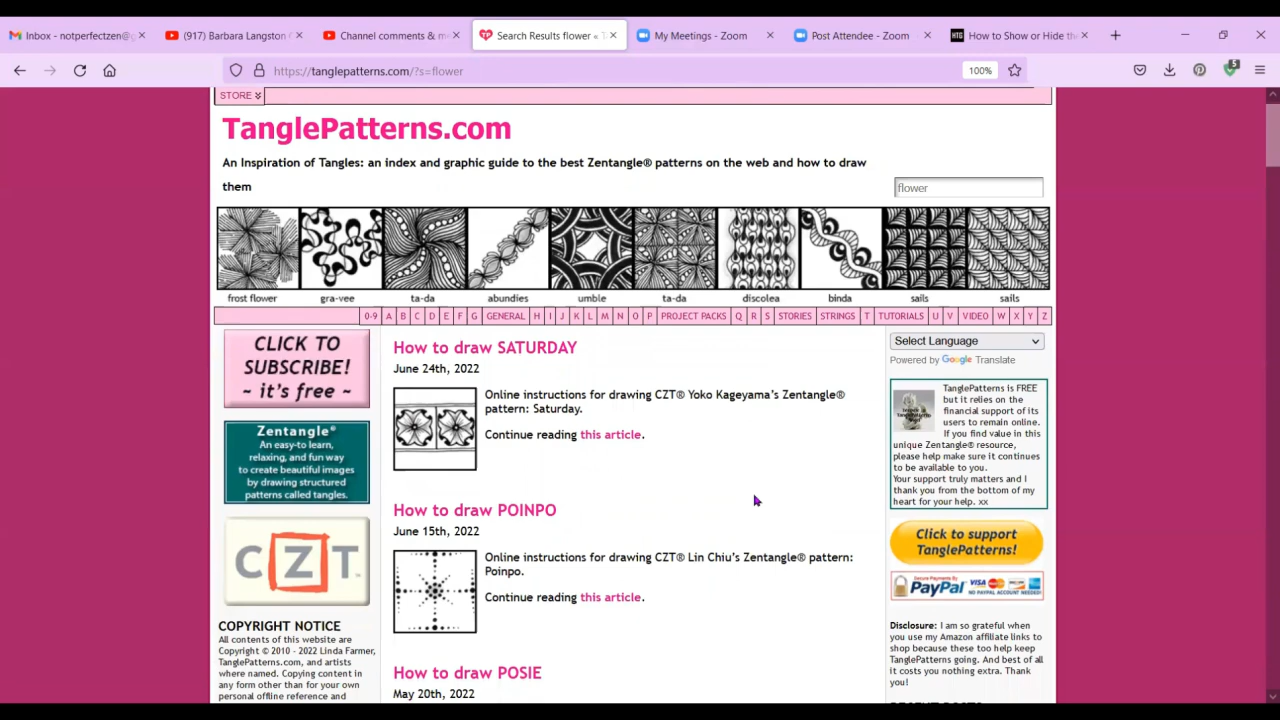 Inbox - notperfectzen@
(917) Barbara Langston
Channel comments & m
Search Results flower « T
My Meetings - Zoom
Post Attendee - Zoom
HTG
How to Show or Hide the
https://tanglepatterns.com/?s=flower
100%
5
STORE
TanglePatterns.com
An Inspiration of Tangles: an index and graphic guide to the best Zentangle® patterns on the web and how to draw
them
flower
frost flower gra-vee ta-da abundies umble ta-da discolea binda sails sails
0-9 A B C D E F G GENERAL H I J K L M N O P PROJECT PACKS Q R S STORIES STRINGS T TUTORIALS U V VIDEO W X Y Z
CLICK TO
SUBSCRIBE!
~ it's free ~
Zentangle®
An easy-to learn,
relaxing, and fun way
to create beautiful images
by drawing structured
patterns called tangles.
CZT
COPYRIGHT NOTICE
All contents of this website are
Copyright © 2010 - 2022 Linda Farmer,
TanglePatterns.com, and artists
where named. Copying content in
any form other than for your own
personal offline reference and
How to draw SATURDAY
June 24th, 2022
Online instructions for drawing CZT® Yoko Kageyama's Zentangle®
pattern: Saturday.
Continue reading this article.
How to draw POINPO
June 15th, 2022
Online instructions for drawing CZT® Lin Chiu's Zentangle® pattern:
Poinpo.
Continue reading this article.
How to draw POSIE
May 20th, 2022
Select Language
Powered by Google Translate
TanglePatterns is FREE
but it relies on the
financial support of its
users to remain online.
If you find value in this
unique Zentangle® resource,
please help make sure it continues
to be available to you.
Your support truly matters and I
thank you from the bottom of my
heart for your help. xx
Click to support
TanglePatterns!
Secure Payments By
PayPal
VISA
NO PAYPAL ACCOUNT NEEDED!
Disclosure: I am so grateful when
you use my Amazon affiliate links to
shop because these too help keep
TanglePatterns going. And best of all
it costs you nothing extra. Thank
you!
RECENT POSTS